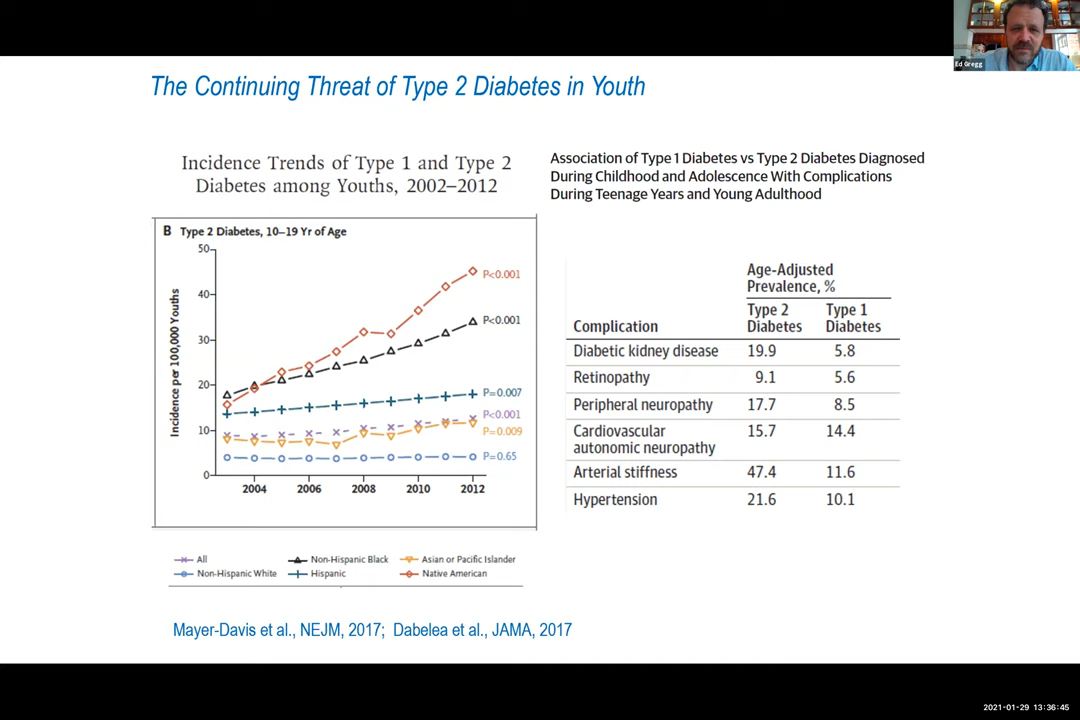 Ed Gregg
The Continuing Threat of Type 2 Diabetes in Youth
Incidence Trends of Type 1 and Type 2
Diabetes among Youths, 2002–2012
B Type 2 Diabetes, 10–19 Yr of Age
Incidence per 100,000 Youths
50
40
30
20
10
0
2004 2006 2008 2010 2012
P<0.001
P<0.001
P=0.007
P<0.001
P=0.009
P=0.65
All Non-Hispanic Black Asian or Pacific Islander
Non-Hispanic White Hispanic Native American
Association of Type 1 Diabetes vs Type 2 Diabetes Diagnosed
During Childhood and Adolescence With Complications
During Teenage Years and Young Adulthood
Age-Adjusted
Prevalence, %
Type 2 Type 1
Complication Diabetes Diabetes
Diabetic kidney disease 19.9 5.8
Retinopathy 9.1 5.6
Peripheral neuropathy 17.7 8.5
Cardiovascular 15.7 14.4
autonomic neuropathy
Arterial stiffness 47.4 11.6
Hypertension 21.6 10.1
Mayer-Davis et al., NEJM, 2017; Dabelea et al., JAMA, 2017
2021-01-29 13:36:45